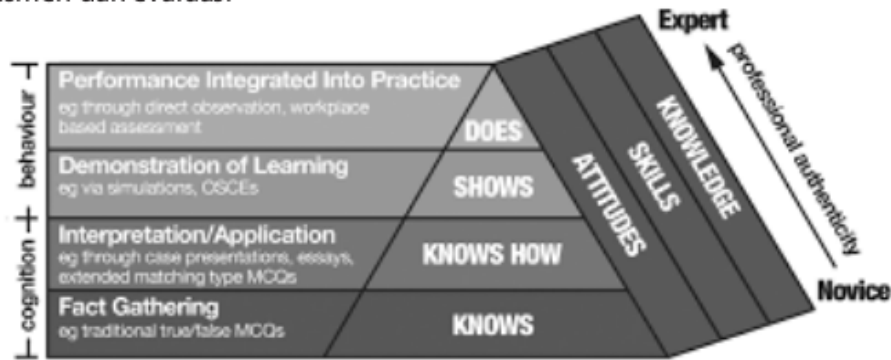 dan evaluasi
Expert
professional authenticity
Performance Integrated Into Practice
eg through direct observation, workplace
based assessment
DOES
KNOWLEDGE
SKILLS
ATTITUDES
behaviour
Demonstration of Learning
eg via simulations, OSCEs
SHOWS
Interpretation/Application
eg through case presentations, essays,
extended matching type MCQs
KNOWS HOW
cognition
Novice
Fact Gathering
eg traditional true/false MCQs
KNOWS